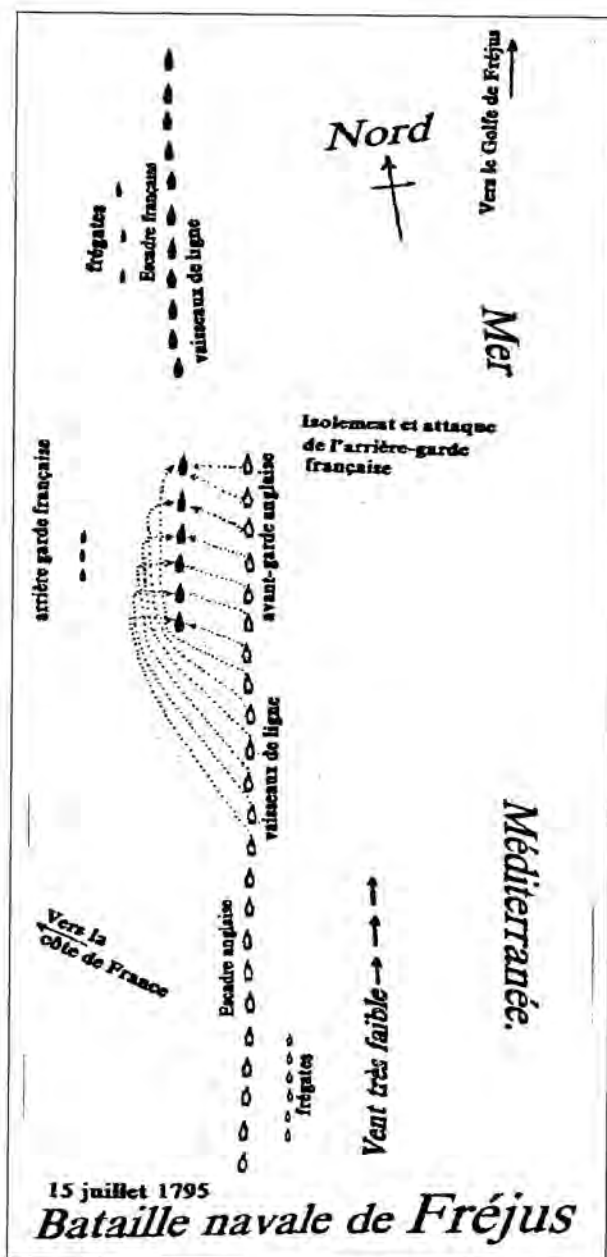 Vers le Golfe de Fréjus
Nord
frégates
Escadre française
vaisseaux de ligne
Mer
Isolement et attaque
de l'arrière-garde
française
arrière garde française
avant-garde anglaise
vaisseaux de ligne
Méditerranée.
Vers la
côte de France
Escadre anglaise
frégates
Vent très faible
15 juillet 1795
Bataille navale de Fréjus